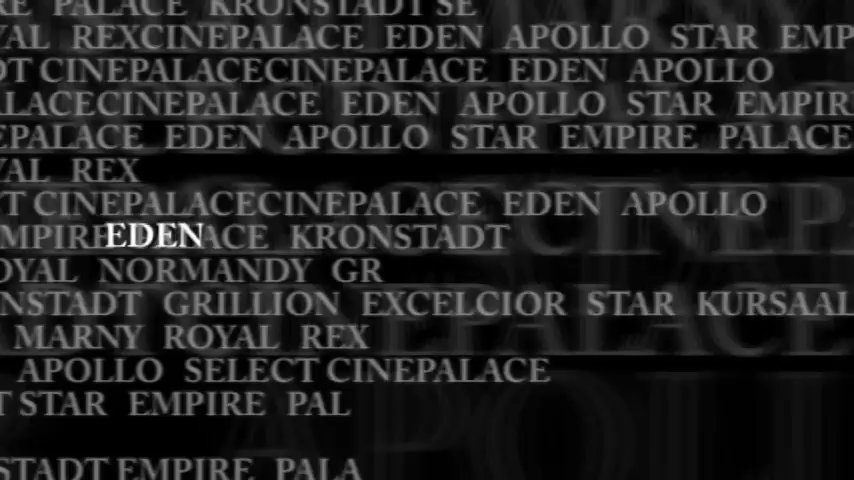 RE PALACE KRONSTADT SE
YAL REXCINEPALACE EDEN APOLLO STAR EMP
DT CINEPALACECINEPALACE EDEN APOLLO
ALACECINEPALACE EDEN APOLLO STAR EMPIR
EPALACE EDEN APOLLO STAR EMPIRE PALACE
YAL REX
T CINEPALACECINEPALACE EDEN APOLLO
MPIRE EDEN ACE KRONSTADT
OYAL NORMANDY GR
NSTADT GRILLION EXCELCIOR STAR KURSAAL
MARNY ROYAL REX
APOLLO SELECT CINEPALACE
T STAR EMPIRE PAL
STADT EMPIRE PALA